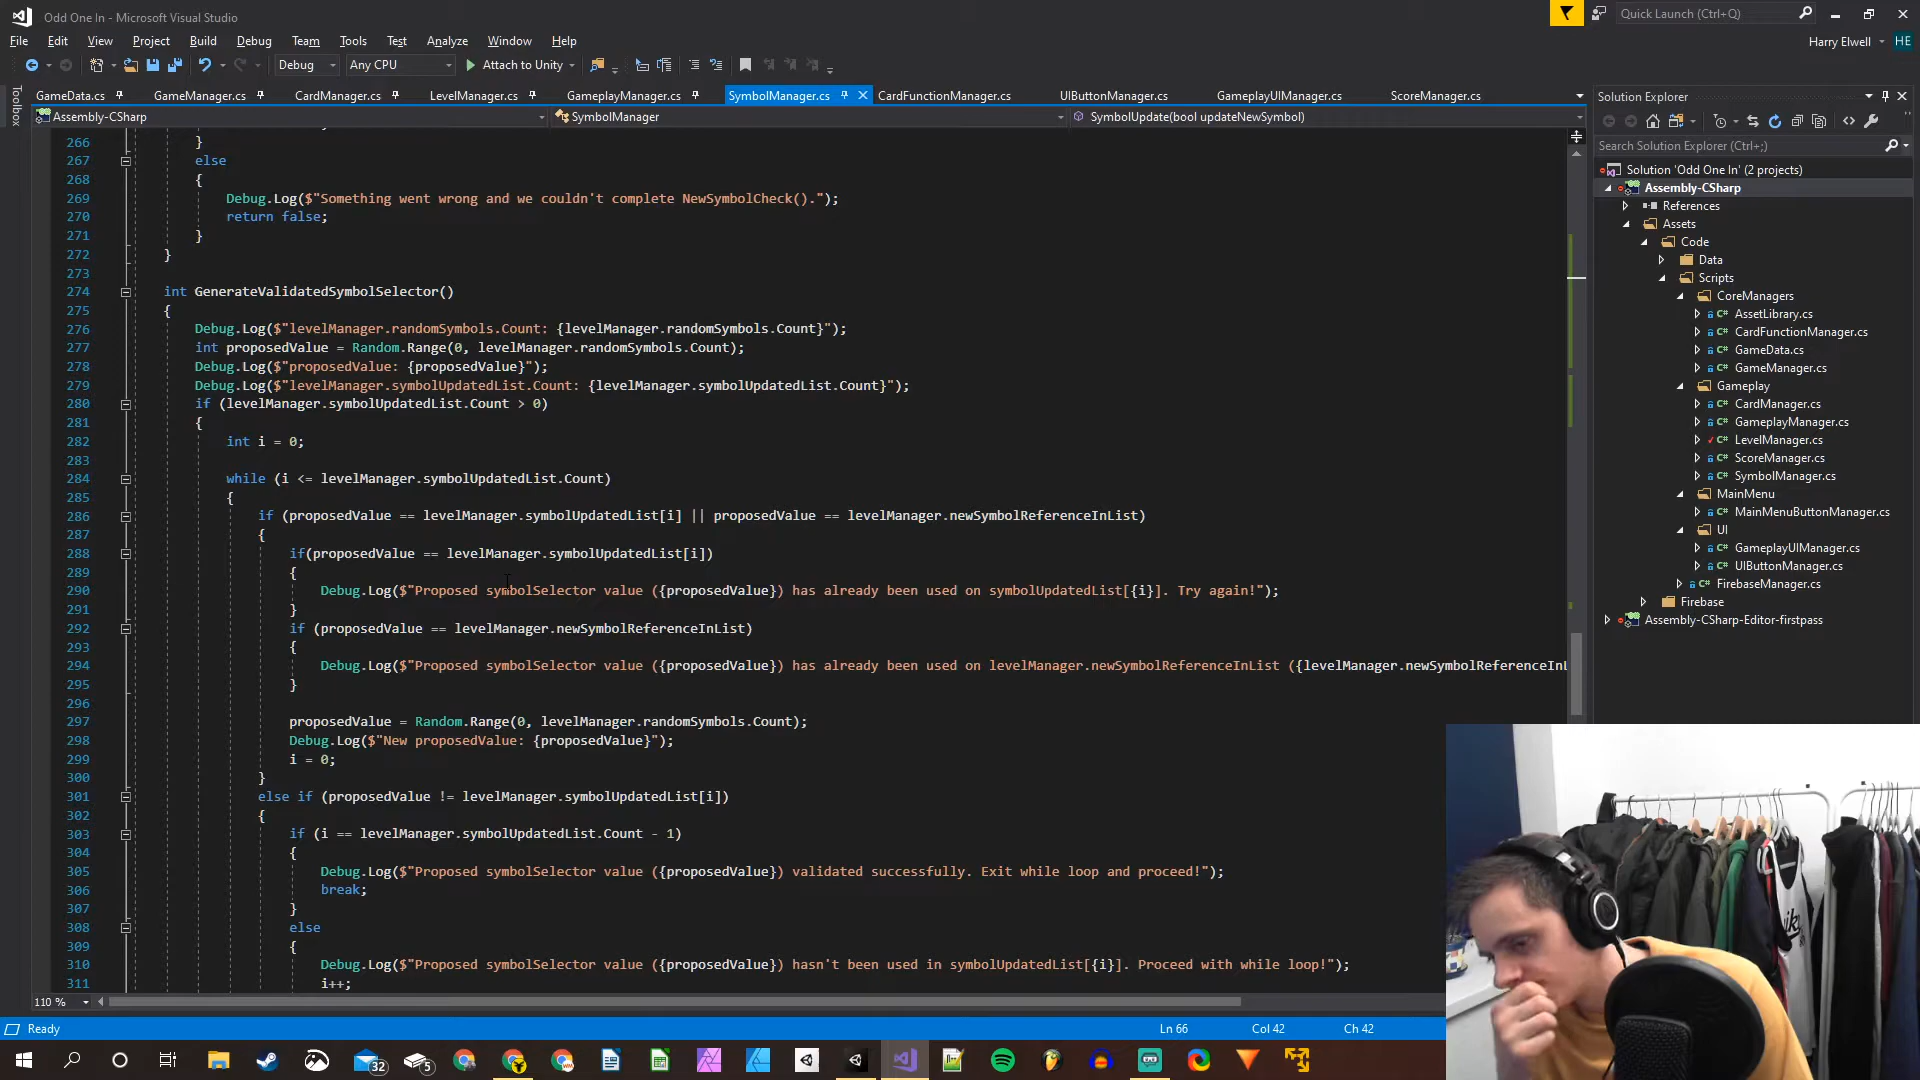 Odd One In - Microsoft Visual Studio
Quick Launch (Ctrl+Q)
File Edit View Project Build Debug Team Tools Test Analyze Window Help
Harry Elwell HE
Debug Any CPU Attach to Unity
Toolbox
GameData.cs GameManager.cs CardManager.cs LevelManager.cs GameplayManager.cs SymbolManager.cs CardFunctionManager.cs UIButtonManager.cs GameplayUIManager.cs ScoreManager.cs
Assembly-CSharp SymbolManager SymbolUpdate(bool updateNewSymbol)
266 }
267 else
268 {
269 Debug.Log($"Something went wrong and we couldn't complete NewSymbolCheck().");
270 return false;
271 }
272 }
273
274 int GenerateValidatedSymbolSelector()
275 {
276 Debug.Log($"levelManager.randomSymbols.Count: {levelManager.randomSymbols.Count}");
277 int proposedValue = Random.Range(0, levelManager.randomSymbols.Count);
278 Debug.Log($"proposedValue: {proposedValue}");
279 Debug.Log($"levelManager.symbolUpdatedList.Count: {levelManager.symbolUpdatedList.Count}");
280 if (levelManager.symbolUpdatedList.Count > 0)
281 {
282 int i = 0;
283
284 while (i <= levelManager.symbolUpdatedList.Count)
285 {
286 if (proposedValue == levelManager.symbolUpdatedList[i] || proposedValue == levelManager.newSymbolReferenceInList)
287 {
288 if(proposedValue == levelManager.symbolUpdatedList[i])
289 {
290 Debug.Log($"Proposed symbolSelector value ({proposedValue}) has already been used on symbolUpdatedList[{i}]. Try again!");
291 }
292 if (proposedValue == levelManager.newSymbolReferenceInList)
293 {
294 Debug.Log($"Proposed symbolSelector value ({proposedValue}) has already been used on levelManager.newSymbolReferenceInList ({levelManager.newSymbolReferenceInL
295 }
296
297 proposedValue = Random.Range(0, levelManager.randomSymbols.Count);
298 Debug.Log($"New proposedValue: {proposedValue}");
299 i = 0;
300 }
301 else if (proposedValue != levelManager.symbolUpdatedList[i])
302 {
303 if (i == levelManager.symbolUpdatedList.Count - 1)
304 {
305 Debug.Log($"Proposed symbolSelector value ({proposedValue}) validated successfully. Exit while loop and proceed!");
306 break;
307 }
308 else
309 {
310 Debug.Log($"Proposed symbolSelector value ({proposedValue}) hasn't been used in symbolUpdatedList[{i}]. Proceed with while loop!");
311 i++;
110 %
Solution Explorer
Search Solution Explorer (Ctrl+;)
Solution 'Odd One In' (2 projects)
Assembly-CSharp
References
Assets
Code
Data
Scripts
CoreManagers
AssetLibrary.cs
CardFunctionManager.cs
GameData.cs
GameManager.cs
Gameplay
CardManager.cs
GameplayManager.cs
LevelManager.cs
ScoreManager.cs
SymbolManager.cs
MainMenu
MainMenuButtonManager.cs
UI
GameplayUIManager.cs
UIButtonManager.cs
FirebaseManager.cs
Firebase
Assembly-CSharp-Editor-firstpass
Ready Ln 66 Col 42 Ch 42
32 5